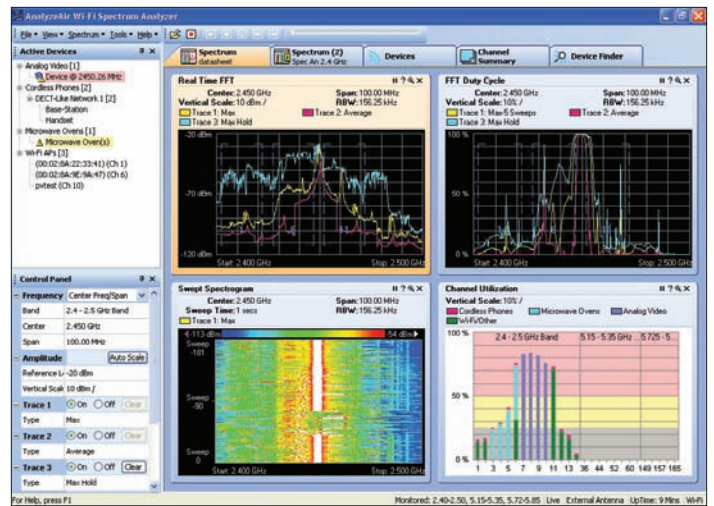 AnalyzeAir Wi-Fi Spectrum Analyzer
File View Spectrum Tools Help
Active Devices
Analog Video [1]
Device @ 2450.26 MHz
Cordless Phones [2]
DECT-Like Network 1 [2]
Base-Station
Handset
Microwave Ovens [1]
Microwave Oven(s)
Wi-Fi APs [3]
(00:02:8A:22:33:41) (Ch 1)
(00:02:8A:9E:9A:47) (Ch 6)
pvtest (Ch 10)
Control Panel
Frequency Center Freq/Span
Band 2.4 - 2.5 GHz Band
Center 2.450 GHz
Span 100.00 MHz
Amplitude Auto Scale
Reference L -20 dBm
Vertical Scal 10 dBm /
Trace 1 On Off Clear
Type Max
Trace 2 On Off Clear
Type Average
Trace 3 On Off Clear
Type Max Hold
Spectrum
datasheet
Spectrum (2)
Spec An 2.4 GHz
Devices
Channel
Summary
Device Finder
Real Time FFT
Center: 2.450 GHz Span: 100.00 MHz
Vertical Scale: 10 dBm / RBW: 156.25 kHz
Trace 1: Max Trace 2: Average
Trace 3: Max Hold
-20 dBm
-70 dBm
-120 dBm
Start: 2.400 GHz Stop: 2.500 GHz
FFT Duty Cycle
Center: 2.450 GHz Span: 100.00 MHz
Vertical Scale: 10% / RBW: 156.25 kHz
Trace 1: Max-5 Sweeps Trace 2: Average
Trace 3: Max Hold
100 %
50 %
0 %
Start: 2.400 GHz Stop: 2.500 GHz
Swept Spectrogram
Center: 2.450 GHz Span: 100.00 MHz
Sweep Time: 1 secs RBW: 156.25 kHz
Trace 1: Max
-113 dBm -54 dBm
Sweep
-181
Sweep
-90
Sweep
0
Start: 2.400 GHz Stop: 2.500 GHz
Channel Utilization
Vertical Scale: 10% /
Cordless Phones Microwave Ovens Analog Video
Wi-Fi/Other
100 %
2.4 - 2.5 GHz Band 5.15 - 5.35 GHz ... 5.725 - 5...
50 %
0 %
1 3 5 7 9 11 13 36 44 52 60 149 157 165
For Help, press F1
Monitored: 2.40-2.50, 5.15-5.35, 5.72-5.85 Live External Antenna UpTime: 9 Mins Wi-Fi